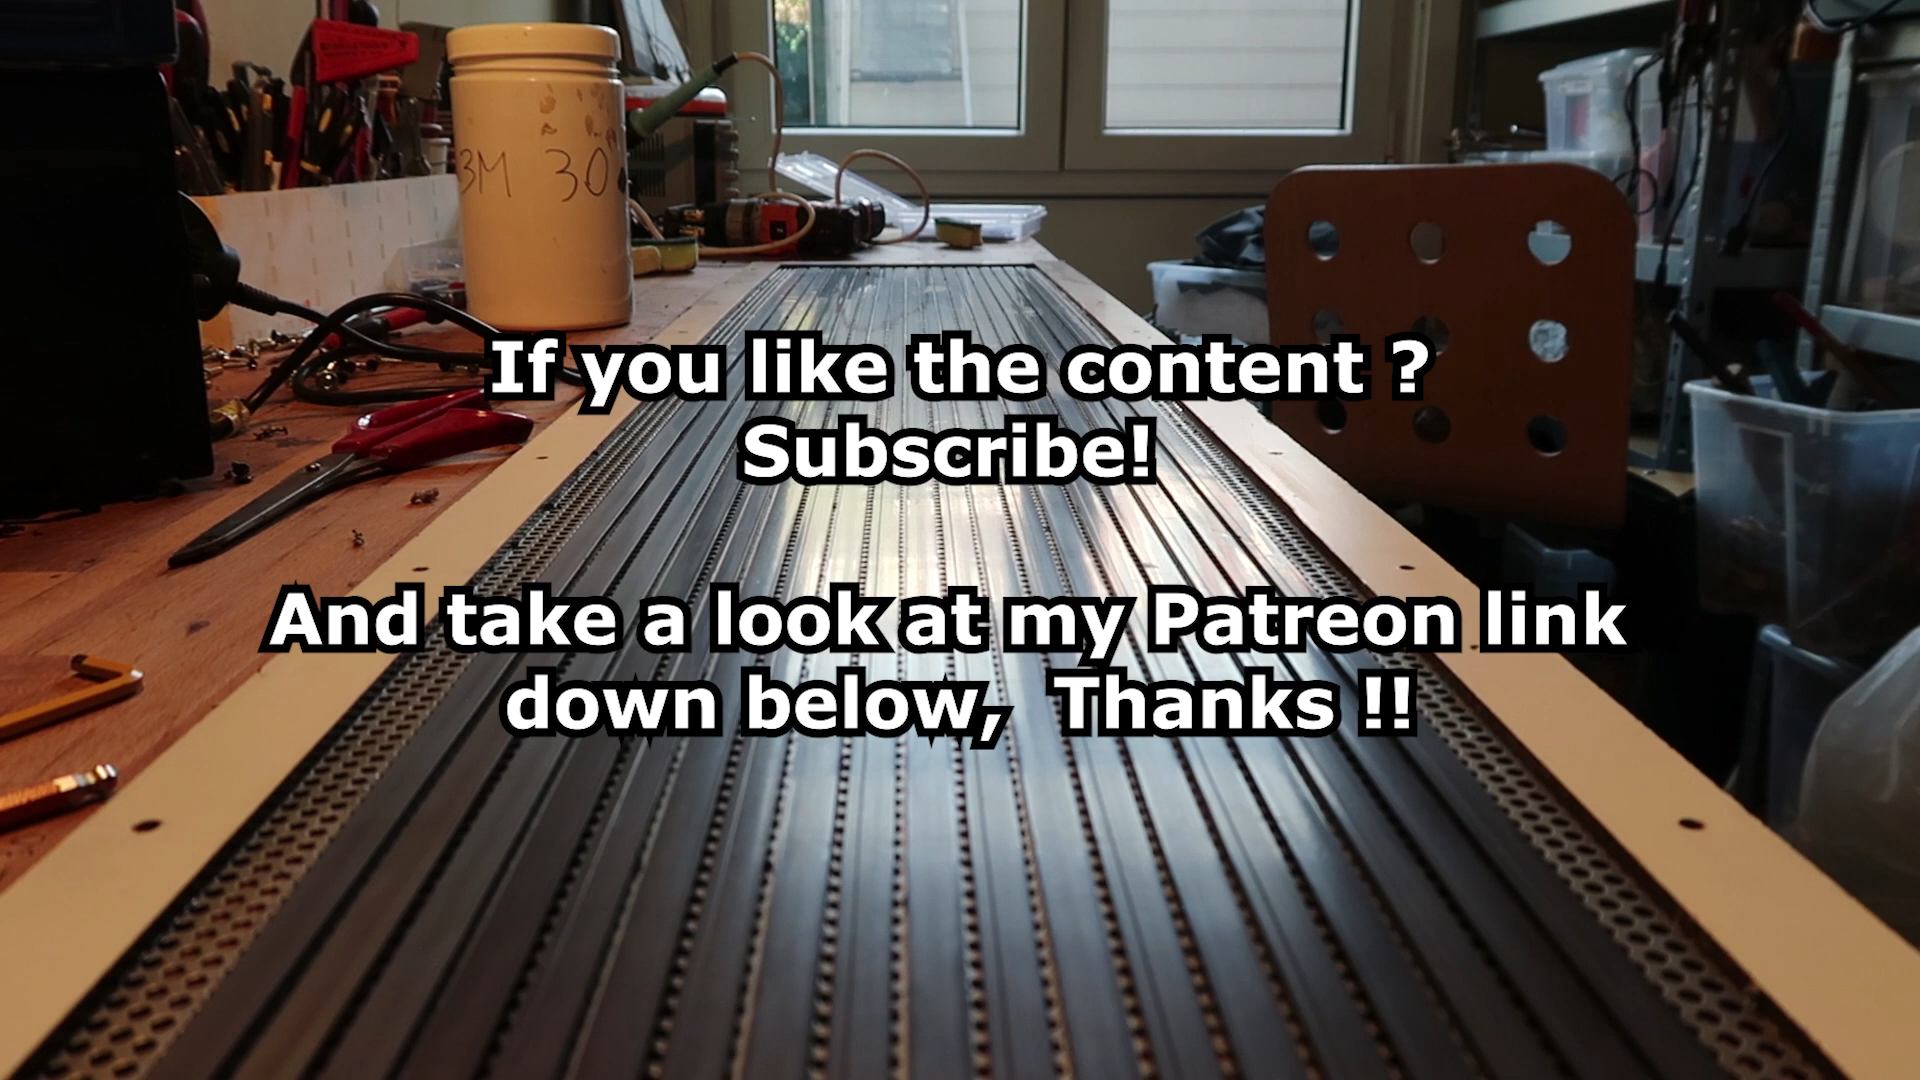 3M 30
If you like the content ?
Subscribe!
And take a look at my Patreon link
down below, Thanks !!